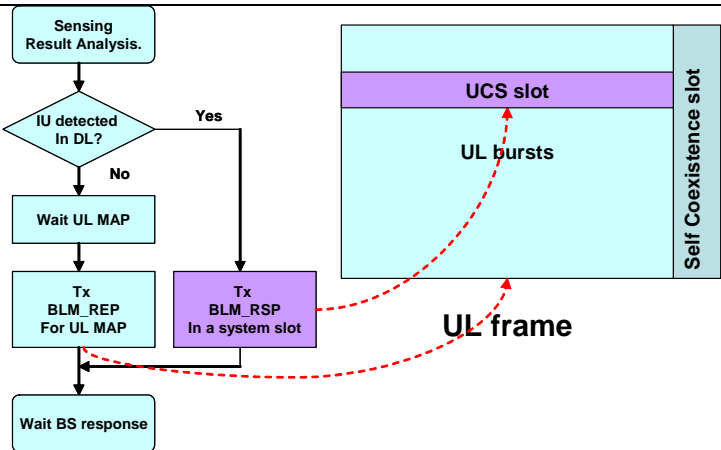 Sensing
Result Analysis.
IU detected
In DL?
Yes
No
Wait UL MAP
Tx
BLM_REP
For UL MAP
Tx
BLM_RSP
In a system slot
Wait BS response
UCS slot
UL bursts
Self Coexistence slot
UL frame